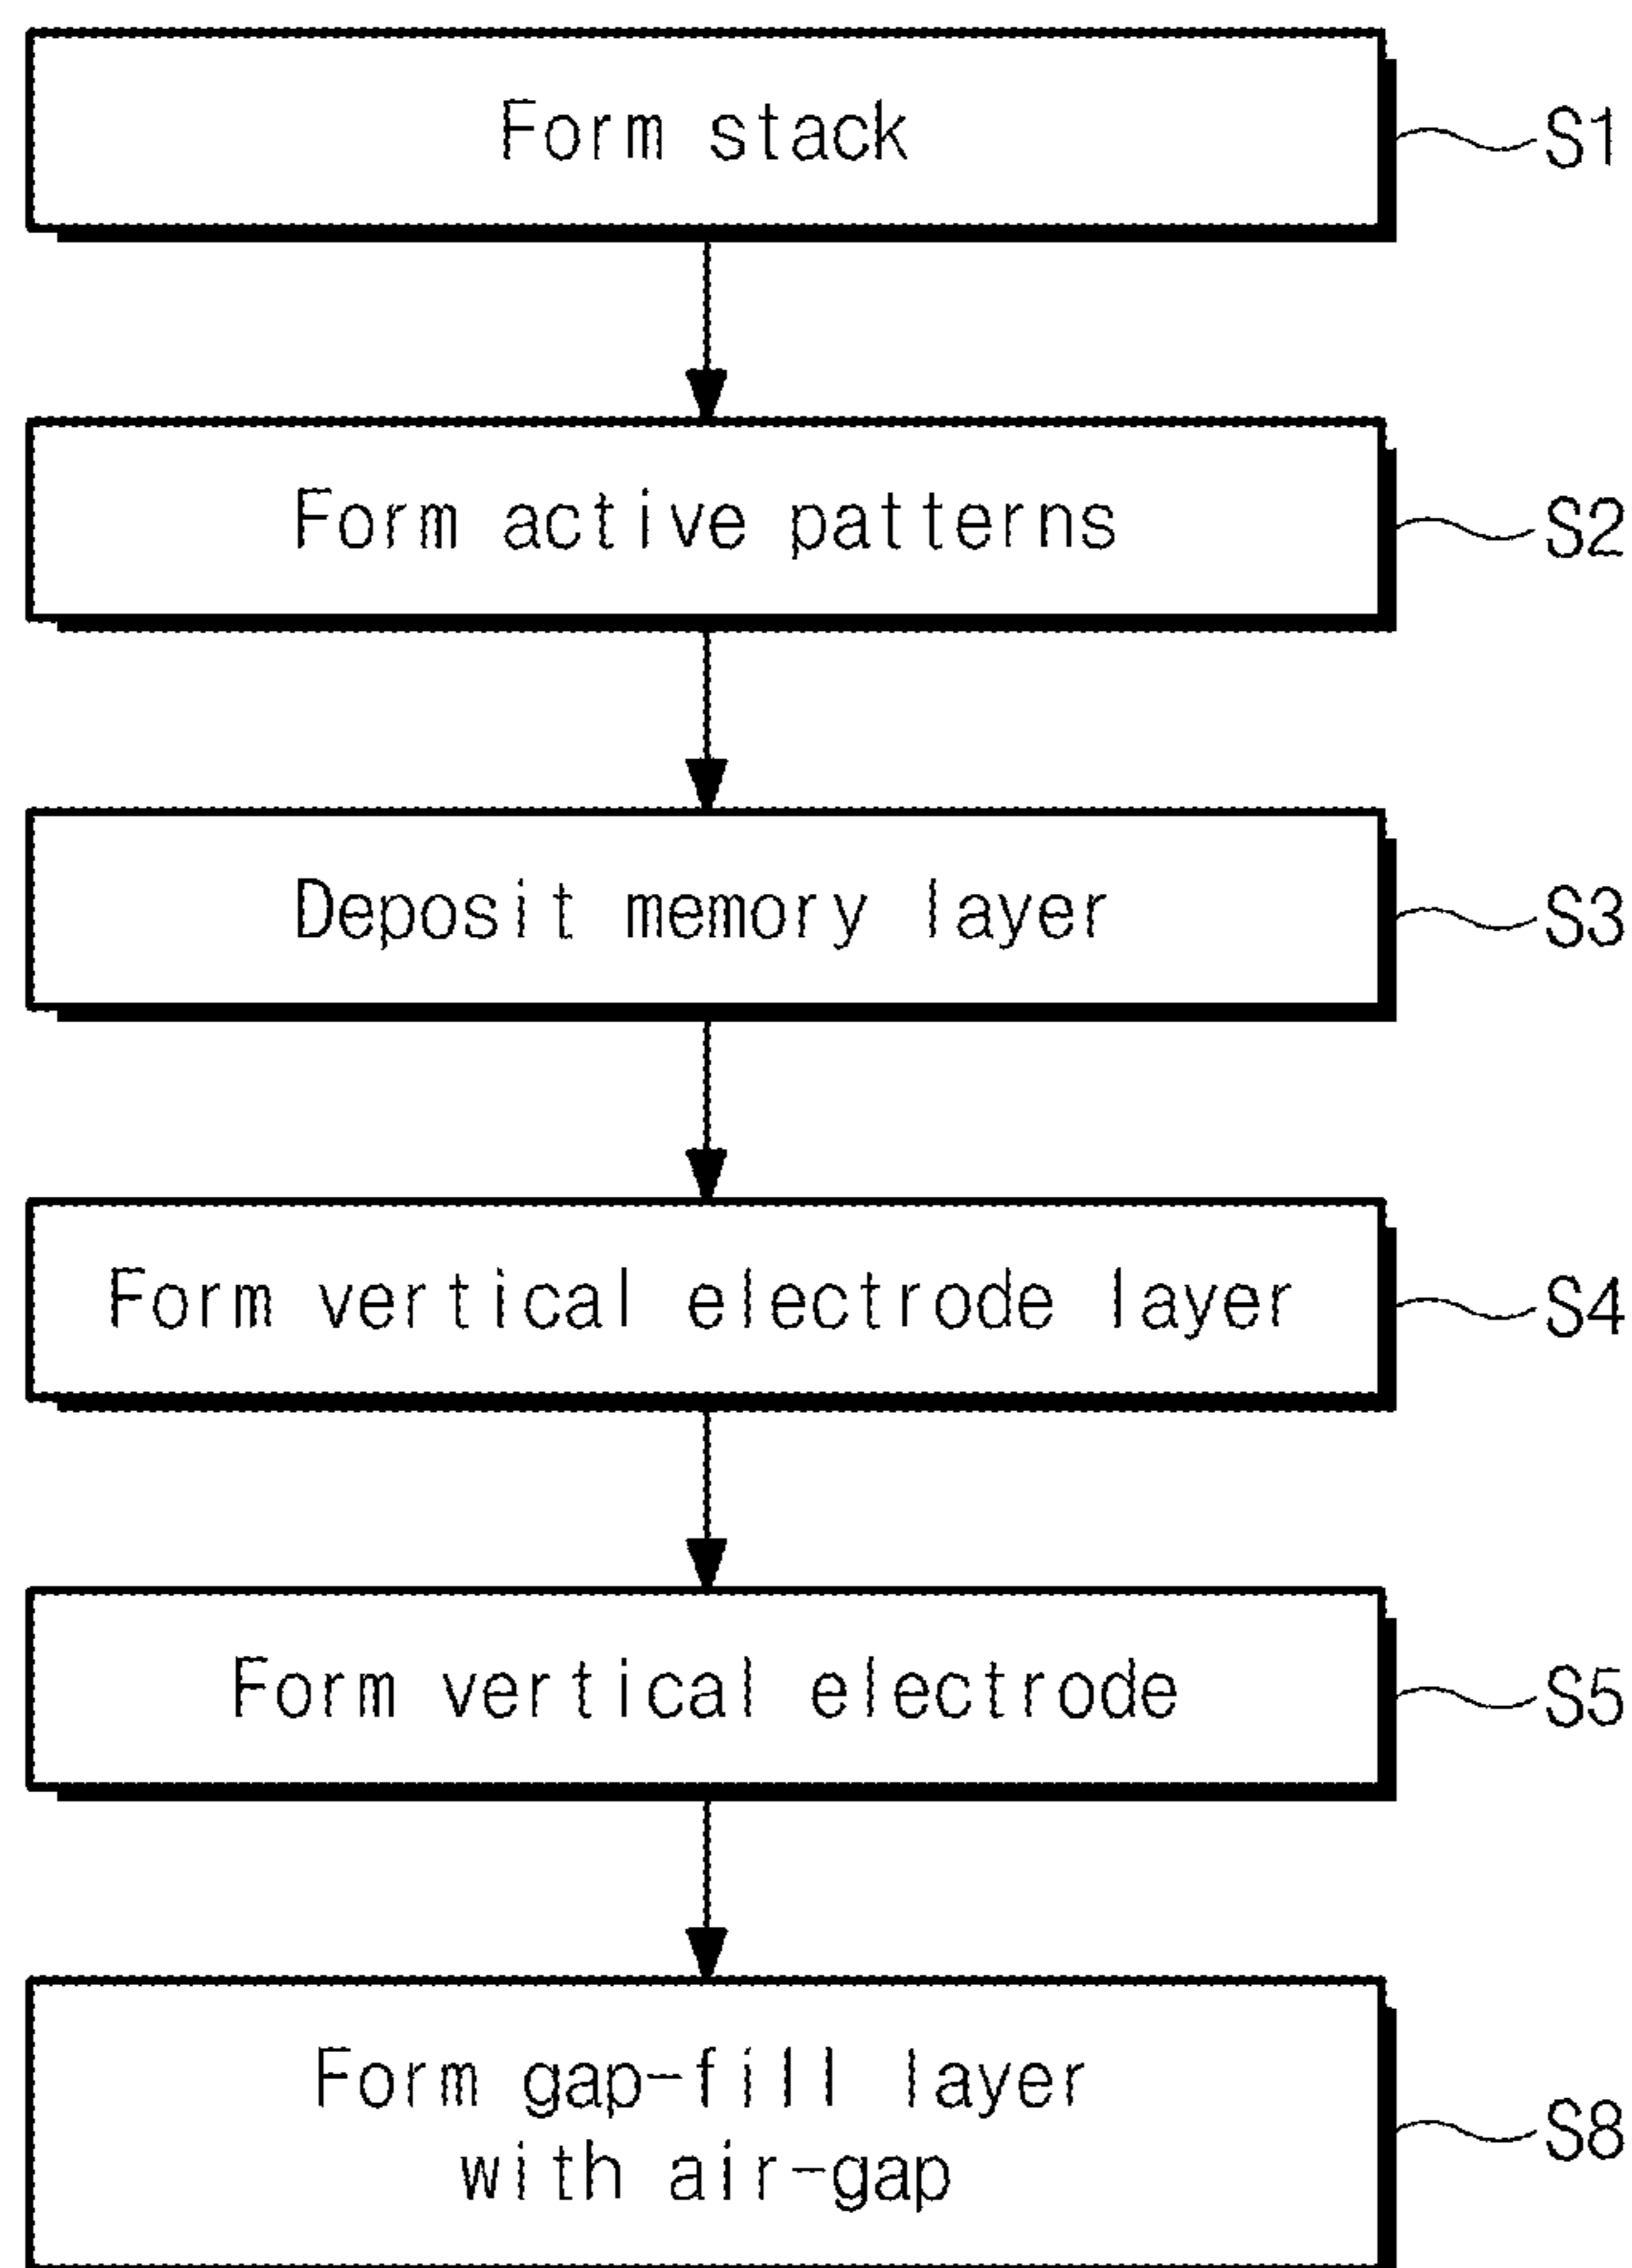 Form stack
S1
Form active patterns
S2
Deposit memory layer
S3
Form vertical electrode layer
S4
Form vertical electrode
S5
Form gap-fill layer
with air-gap
S8